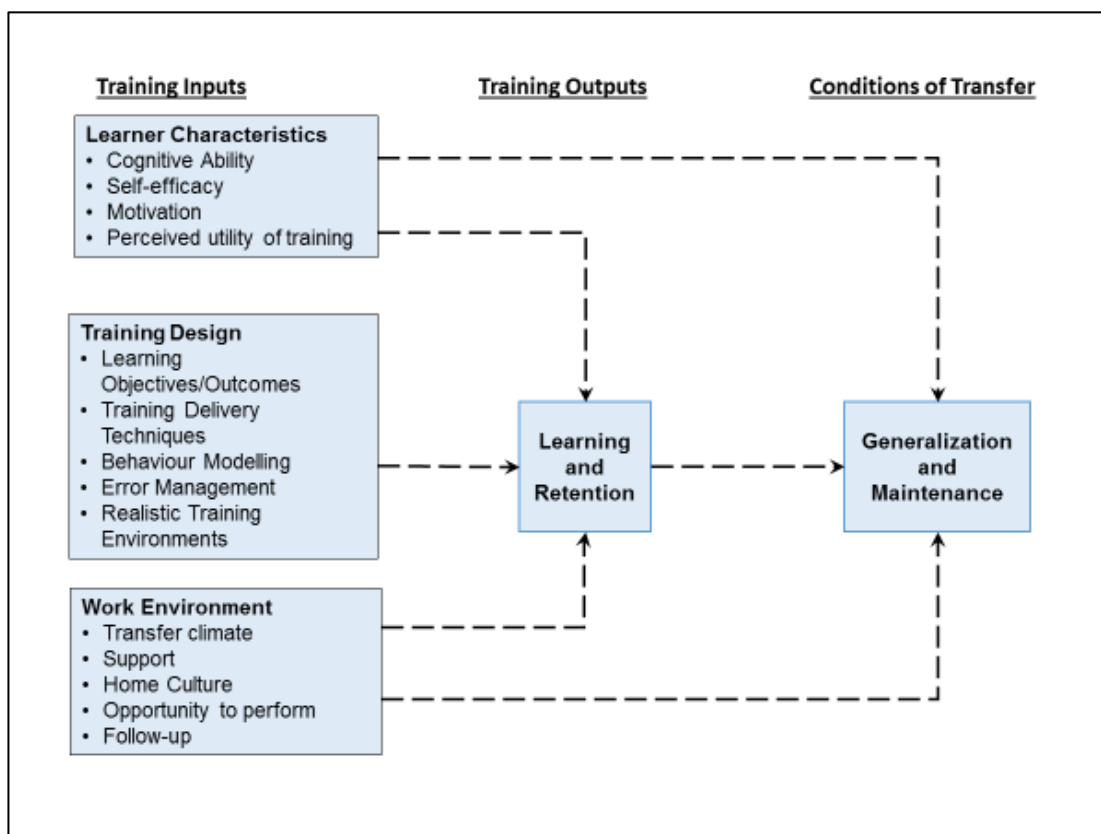 Training Inputs
Training Outputs
Conditions of Transfer
Learner Characteristics
• Cognitive Ability
• Self-efficacy
• Motivation
• Perceived utility of training
Training Design
• Learning
Objectives/Outcomes
• Training Delivery
Techniques
• Behaviour Modelling
• Error Management
• Realistic Training
Environments
Work Environment
• Transfer climate
• Support
• Home Culture
• Opportunity to perform
• Follow-up
Learning
and
Retention
Generalization
and
Maintenance